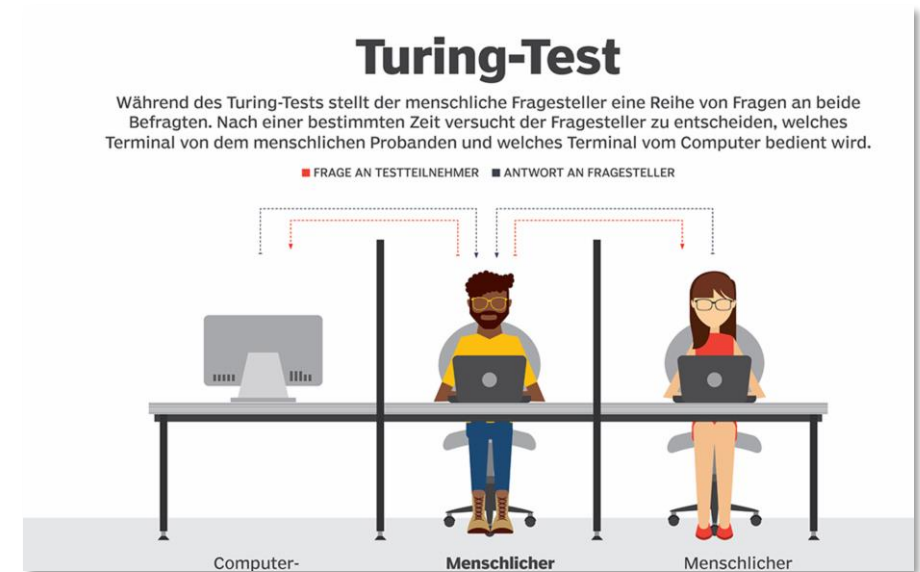 Turing-Test
Während des Turing-Tests stellt der menschliche Fragesteller eine Reihe von Fragen an beide
Befragten. Nach einer bestimmten Zeit versucht der Fragesteller zu entscheiden, welches
Terminal von dem menschlichen Probanden und welches Terminal vom Computer bedient wird.
FRAGE AN TESTTEILNEHMER ANTWORT AN FRAGESTELLER
Computer- Menschlicher Menschlicher